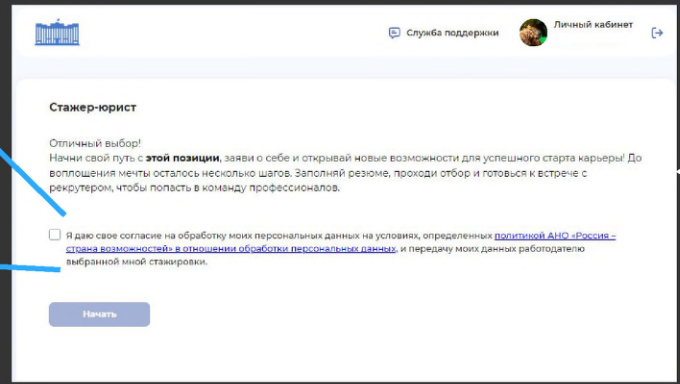 Служба поддержки
Личный кабинет
Стажер-юрист
Отличный выбор!
Начни свой путь с этой позиции, заяви о себе и открывай новые возможности для успешного старта карьеры! До
воплощения мечты осталось несколько шагов. Заполняй резюме, проходи отбор и готовься к встрече с
рекрутером, чтобы попасть в команду профессионалов.
Я даю свое согласие на обработку моих персональных данных на условиях, определенных политикой АНО «Россия –
страна возможностей» в отношении обработки персональных данных, и передачу моих данных работодателю
выбранной мной стажировки.
Начать